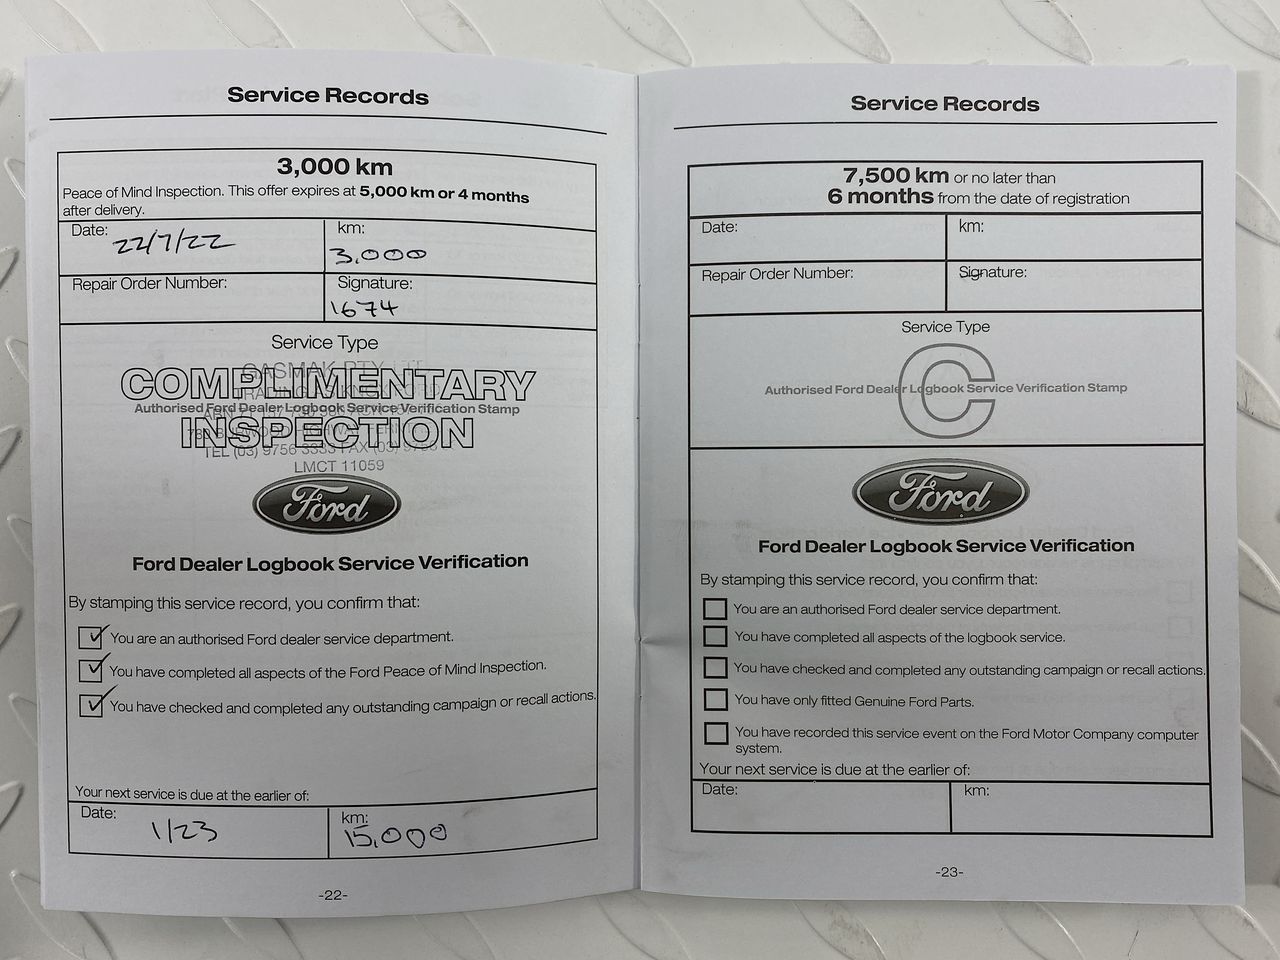 Service Records
3,000 km
Peace of Mind Inspection. This offer expires at 5,000 km or 4 months
after delivery.
Date: 22/7/22
km: 3,000
Repair Order Number:
Signature: 1674
Service Type
GASMAK PTY LTD
COMPLIMENTARY
Authorised Ford Dealer Logbook Service Verification Stamp
INSPECTION
TEL (03) 9756 3333 FAX (03)
LMCT 11059
Ford
Ford Dealer Logbook Service Verification
By stamping this service record, you confirm that:
You are an authorised Ford dealer service department.
You have completed all aspects of the Ford Peace of Mind Inspection.
You have checked and completed any outstanding campaign or recall actions.
Your next service is due at the earlier of:
Date: 1/23
km: 15,000
-22-
Service Records
7,500 km or no later than
6 months from the date of registration
Date:
km:
Repair Order Number:
Signature:
Service Type
C
Authorised Ford Dealer Logbook Service Verification Stamp
Ford
Ford Dealer Logbook Service Verification
By stamping this service record, you confirm that:
You are an authorised Ford dealer service department.
You have completed all aspects of the logbook service.
You have checked and completed any outstanding campaign or recall actions.
You have only fitted Genuine Ford Parts.
You have recorded this service event on the Ford Motor Company computer
system.
Your next service is due at the earlier of:
Date:
km:
-23-